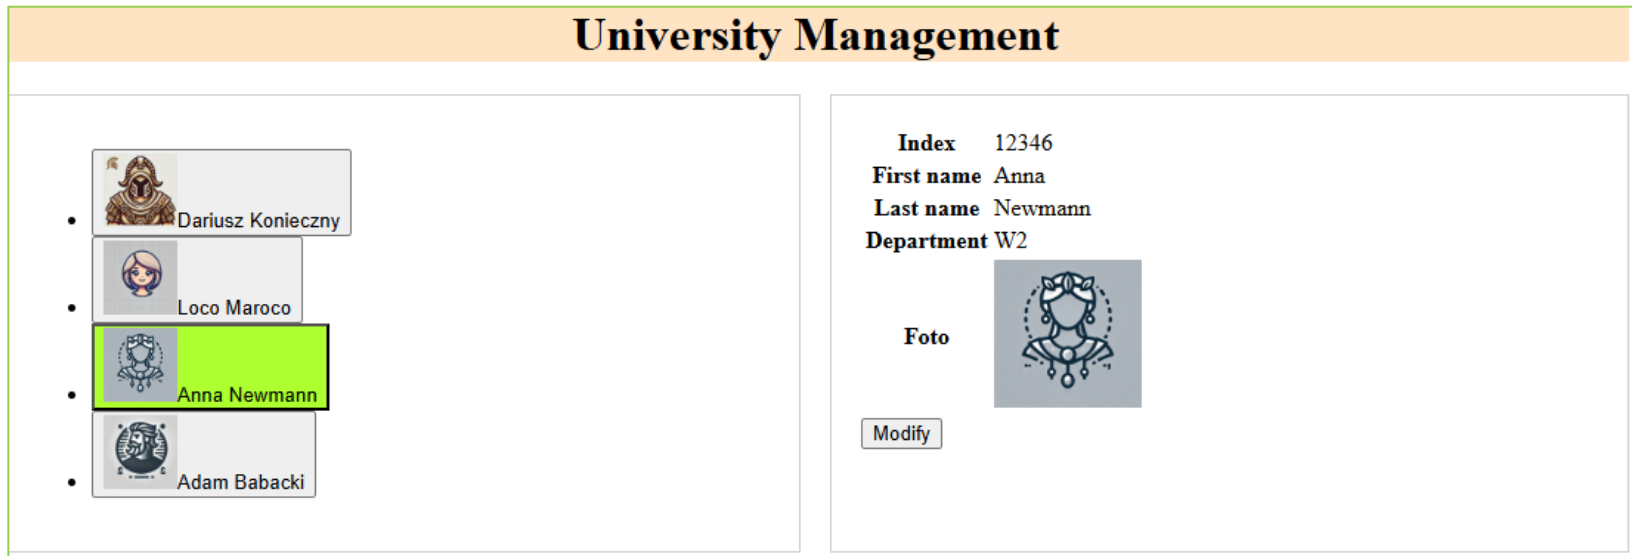 University Management
Dariusz Konieczny
Loco Maroco
Anna Newmann
Adam Babacki
Index 12346
First name Anna
Last name Newmann
Department W2
Foto
Modify